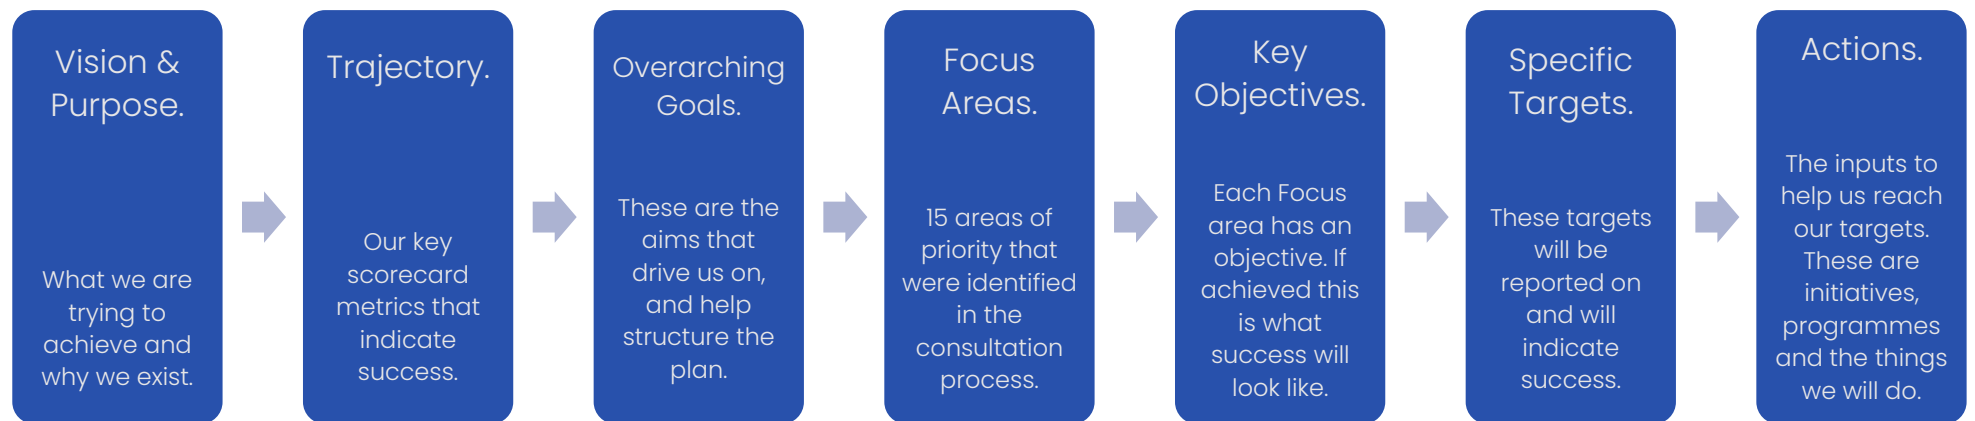 Vision &
Purpose.
What we are
trying to
achieve and
why we exist.
Trajectory.
Our key
scorecard
metrics that
indicate
success.
Overarching
Goals.
These are the
aims that
drive us on,
and help
structure the
plan.
Focus
Areas.
15 areas of
priority that
were identified
in the
consultation
process.
Key
Objectives.
Each Focus
area has an
objective. If
achieved this
is what
success will
look like.
Specific
Targets.
These targets
will be
reported on
and will
indicate
success.
Actions.
The inputs to
help us reach
our targets.
These are
initiatives,
programmes
and the things
we will do.